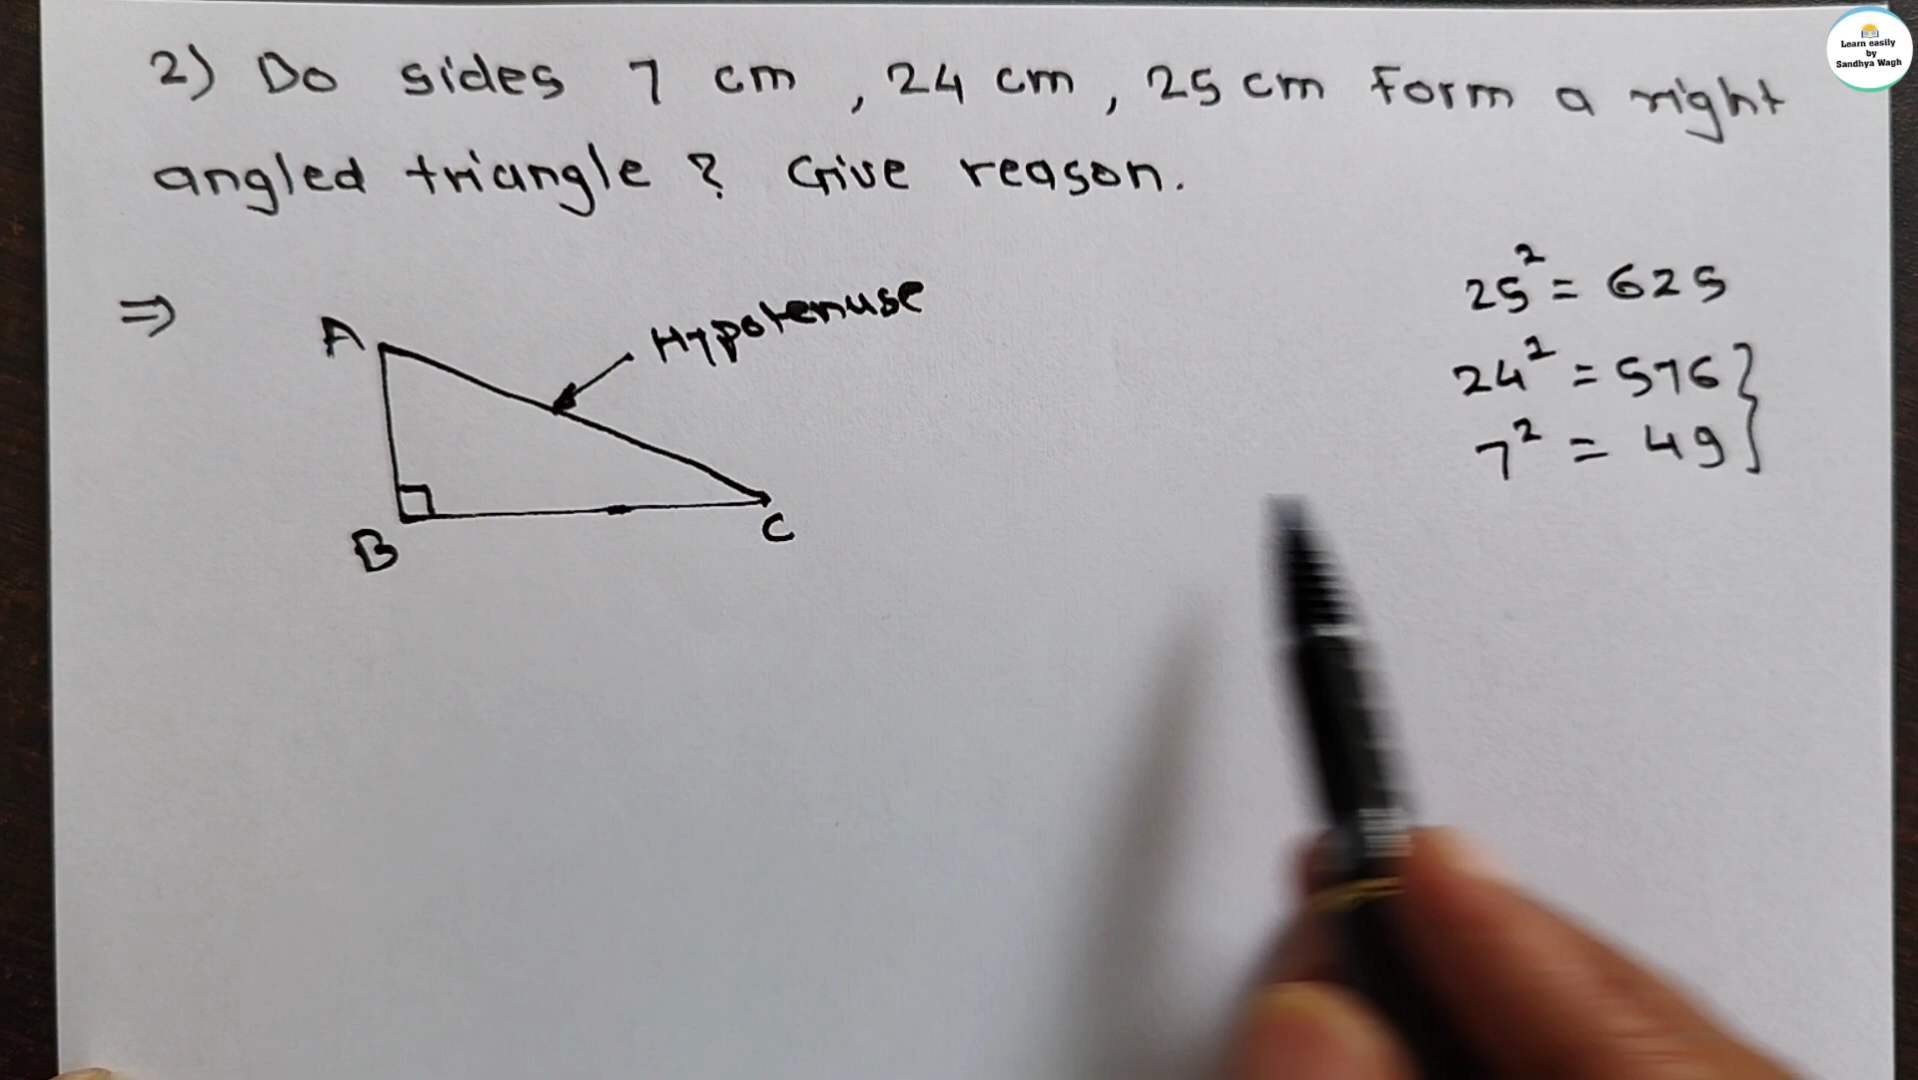 2) Do sides 7 cm , 24 cm , 25 cm Form a right
angled triangle ? Give reason.
⇒
A
Hypotenuse
B
C
25² = 625
24² = 576 }
7² = 49
Learn easily
by
Sandhya Wagh